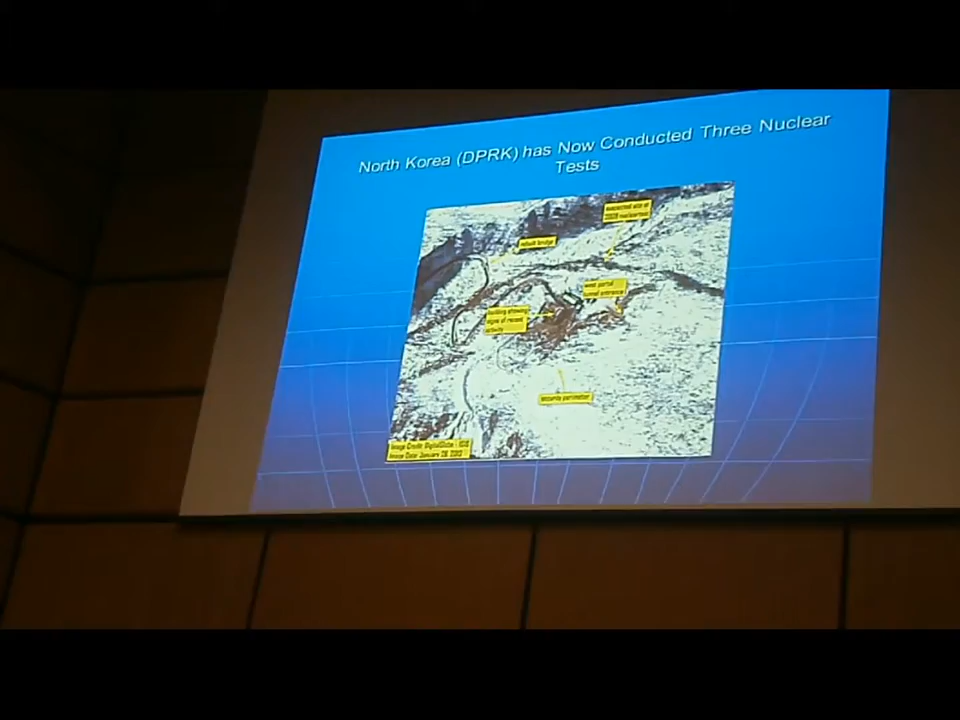 North Korea (DPRK) has Now Conducted Three Nuclear
Tests
suspected site of
2009 nuclear test
rebuilt bridge
west portal
tunnel entrance
building showing
signs of recent
activity
security perimeter
Image Credit: DigitalGlobe - ISIS
Image Date: January 28, 2013